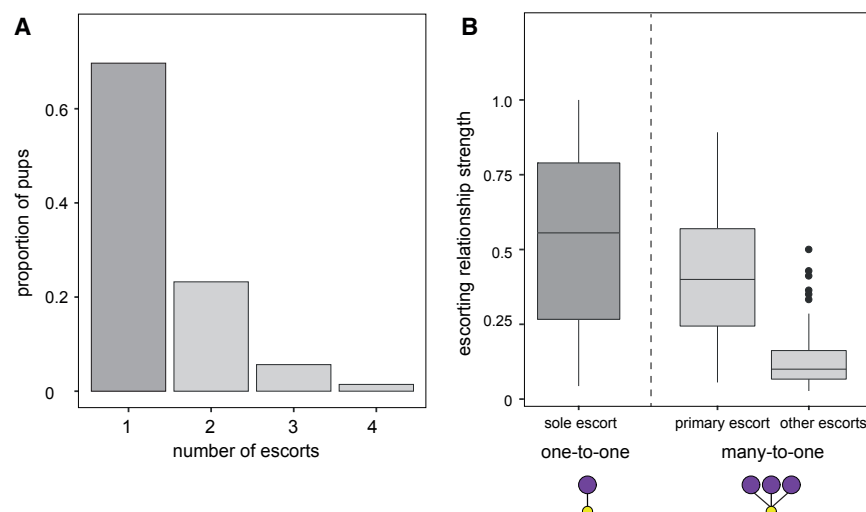 A
proportion of pups
0.6
0.4
0.2
0
1 2 3 4
number of escorts
B
escorting relationship strength
1.0
0.75
0.5
0.25
0
sole escort primary escort other escorts
one-to-one many-to-one